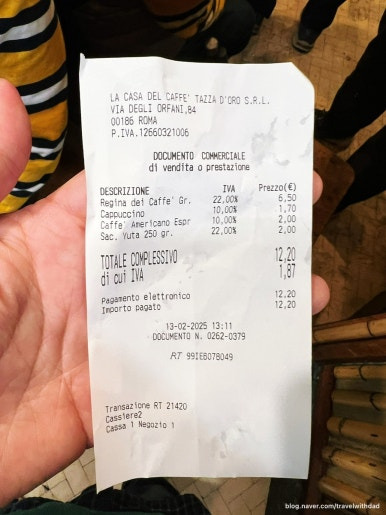 LA CASA DEL CAFFE' TAZZA D'ORO S.R.L.
VIA DEGLI ORFANI,84
00186 ROMA
P.IVA.12660321006
DOCUMENTO COMMERCIALE
di vendita o prestazione
DESCRIZIONE IVA Prezzo(€)
Regina dei Caffe' Gr. 22,00% 6,50
Cappuccino 10,00% 1,70
Caffe' Americano Espr 10,00% 2,00
Sac. Yuta 250 gr. 22,00% 2,00
TOTALE COMPLESSIVO 12,20
di cui IVA 1,87
Pagamento elettronico 12,20
Importo pagato 12,20
13-02-2025 13:11
DOCUMENTO N. 0262-0379
RT 99IEB078049
Transazione RT 21420
Cassiere2
Cassa 1 Negozio 1
blog.naver.com/travelwithdad